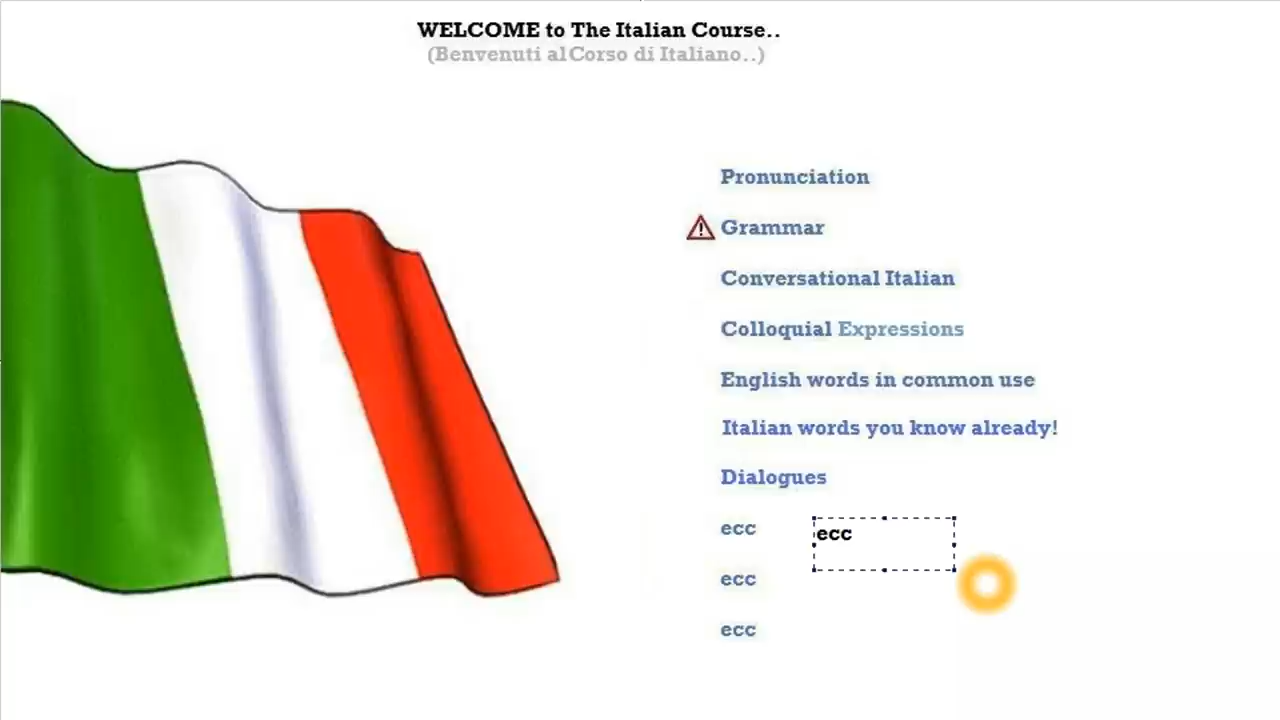 WELCOME to The Italian Course..
(Benvenuti al Corso di Italiano..)
Pronunciation
Grammar
Conversational Italian
Colloquial Expressions
English words in common use
Italian words you know already!
Dialogues
ecc
ecc
ecc
ecc